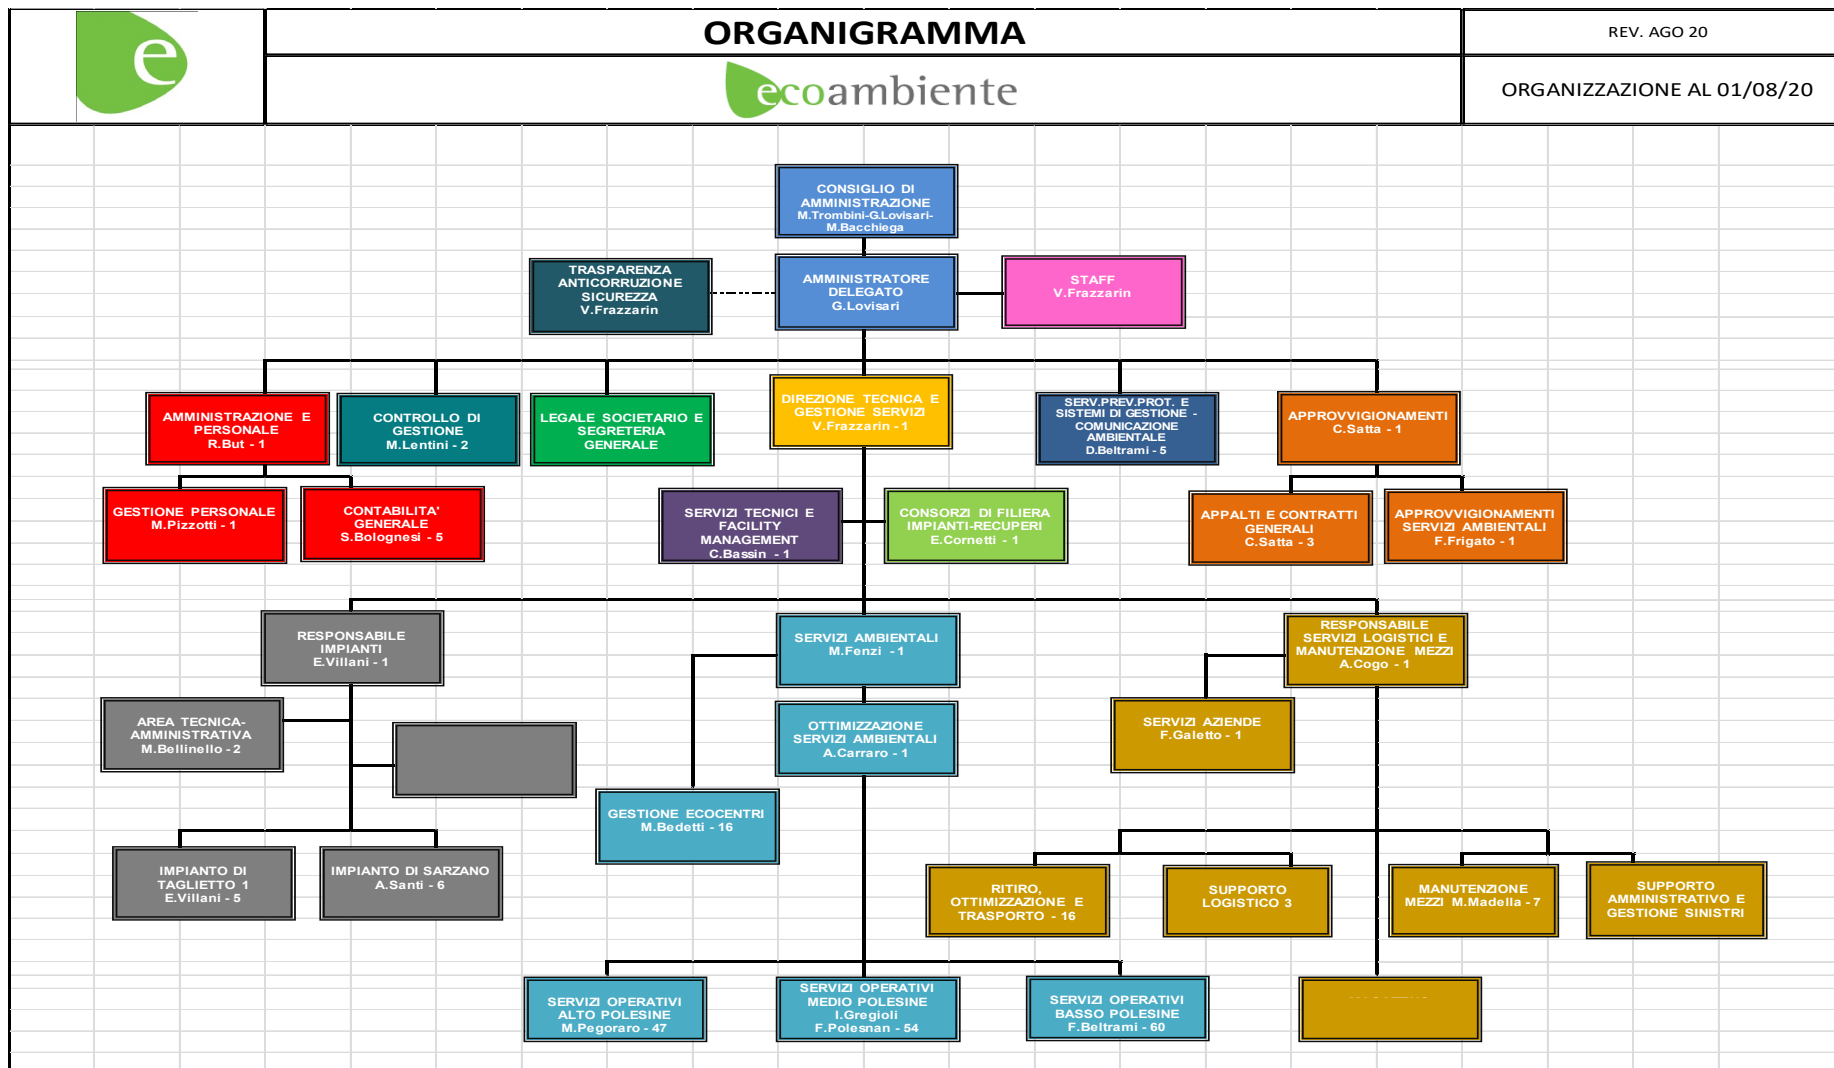 e
ORGANIGRAMMA
REV. AGO 20
ecoambiente
ORGANIZZAZIONE AL 01/08/20
CONSIGLIO DI
AMMINISTRAZIONE
M.Trombini-G.Lovisari-
M.Bacchiega
TRASPARENZA
ANTICORRUZIONE
SICUREZZA
V.Frazzarin
AMMINISTRATORE
DELEGATO
G.Lovisari
STAFF
V.Frazzarin
AMMINISTRAZIONE E
PERSONALE
R.But - 1
CONTROLLO DI
GESTIONE
M.Lentini - 2
LEGALE SOCIETARIO E
SEGRETERIA
GENERALE
DIREZIONE TECNICA E
GESTIONE SERVIZI
V.Frazzarin - 1
SERV.PREV.PROT. E
SISTEMI DI GESTIONE -
COMUNICAZIONE
AMBIENTALE
D.Beltrami - 5
APPROVVIGIONAMENTI
C.Satta - 1
GESTIONE PERSONALE
M.Pizzotti - 1
CONTABILITA'
GENERALE
S.Bolognesi - 5
SERVIZI TECNICI E
FACILITY
MANAGEMENT
C.Bassin - 1
CONSORZI DI FILIERA
IMPIANTI-RECUPERI
E.Cornetti - 1
APPALTI E CONTRATTI
GENERALI
C.Satta - 3
APPROVVIGIONAMENTI
SERVIZI AMBIENTALI
F.Frigato - 1
RESPONSABILE
IMPIANTI
E.Villani - 1
SERVIZI AMBIENTALI
M.Fenzi - 1
RESPONSABILE
SERVIZI LOGISTICI E
MANUTENZIONE MEZZI
A.Cogo - 1
AREA TECNICA-
AMMINISTRATIVA
M.Bellinello - 2
OTTIMIZZAZIONE
SERVIZI AMBIENTALI
A.Carraro - 1
SERVIZI AZIENDE
F.Galetto - 1
GESTIONE ECOCENTRI
M.Bedetti - 16
IMPIANTO DI
TAGLIETTO 1
E.Villani - 5
IMPIANTO DI SARZANO
A.Santi - 6
RITIRO,
OTTIMIZZAZIONE E
TRASPORTO - 16
SUPPORTO
LOGISTICO 3
MANUTENZIONE
MEZZI M.Madella - 7
SUPPORTO
AMMINISTRATIVO E
GESTIONE SINISTRI
SERVIZI OPERATIVI
ALTO POLESINE
M.Pegoraro - 47
SERVIZI OPERATIVI
MEDIO POLESINE
I.Gregioli
F.Polesnan - 54
SERVIZI OPERATIVI
BASSO POLESINE
F.Beltrami - 60